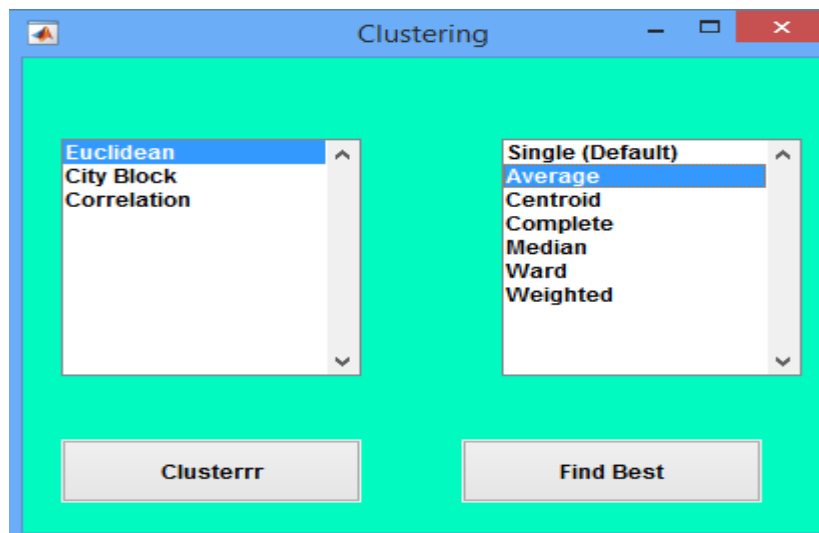 Clustering
Euclidean
City Block
Correlation
Single (Default)
Average
Centroid
Complete
Median
Ward
Weighted
Clusterrr
Find Best